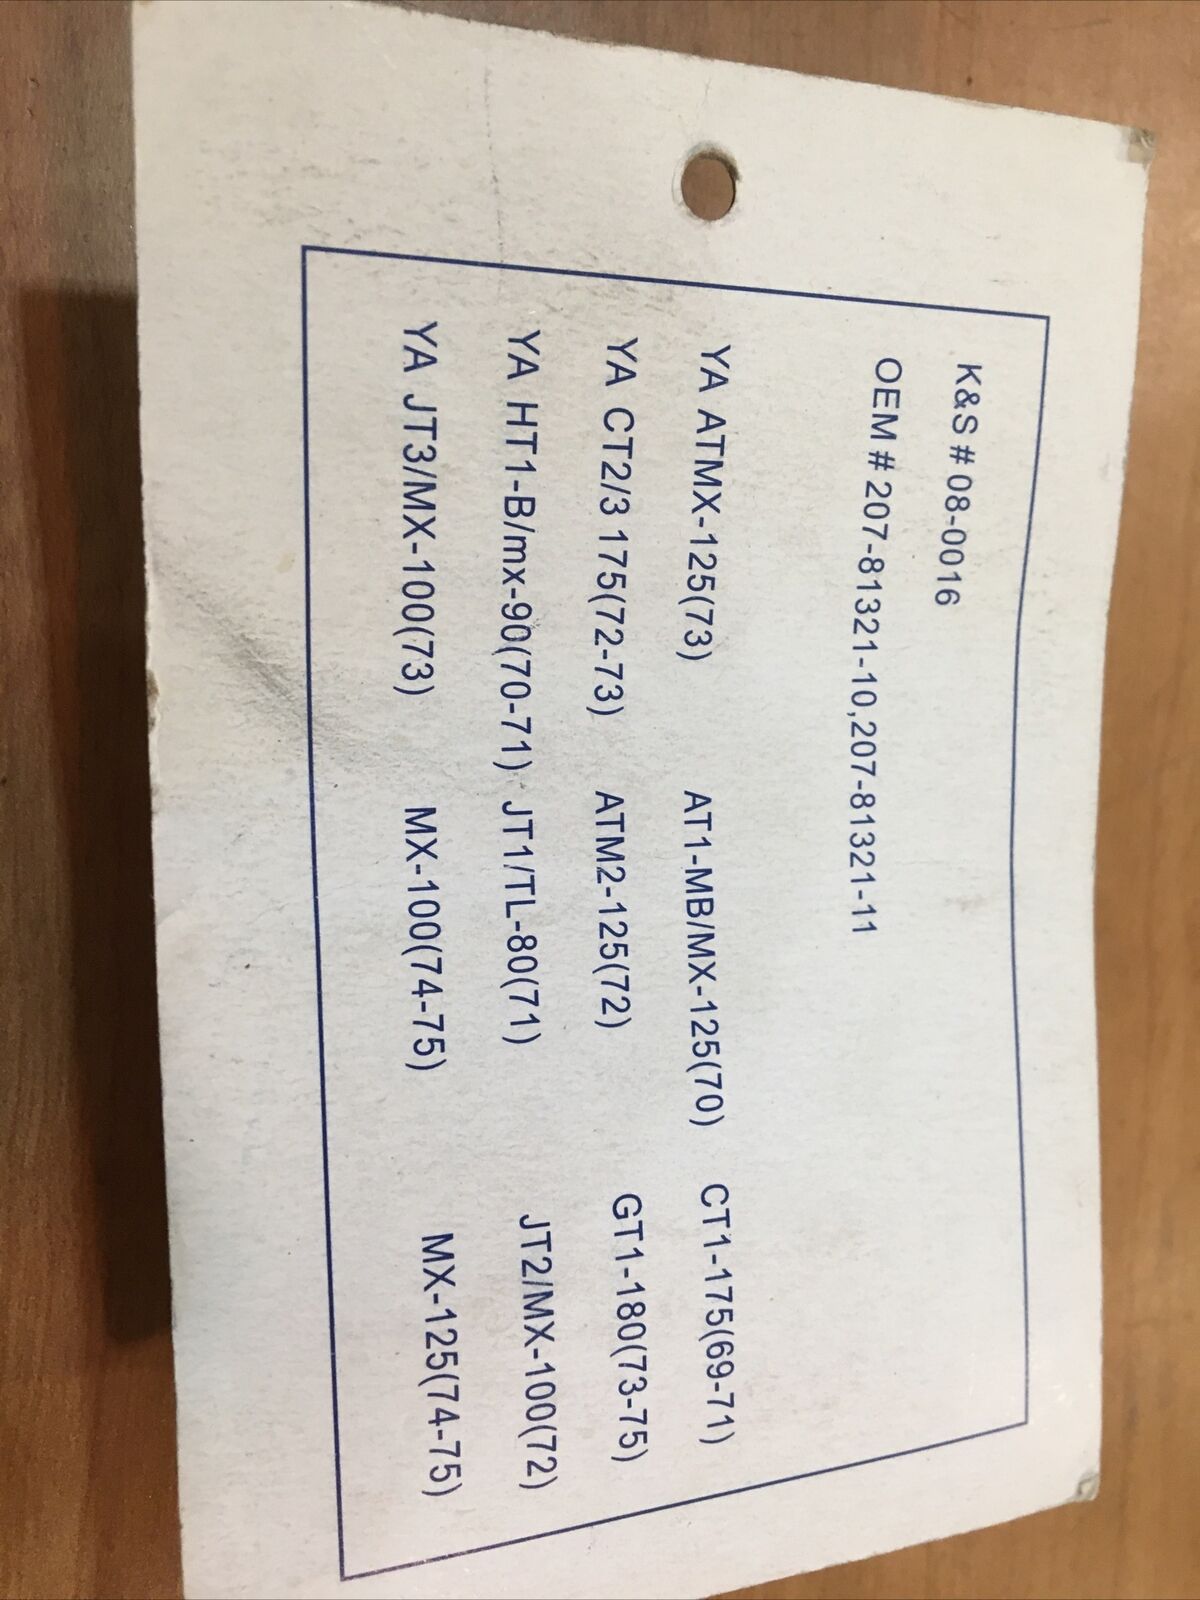 K&S # 08-0016
OEM # 207-81321-10,207-81321-11
YA ATMX-125(73) AT1-MB/MX-125(70) CT1-175(69-71)
YA CT2/3 175(72-73) ATM2-125(72) GT1-180(73-75)
YA HT1-B/mx-90(70-71) JT1/TL-80(71) JT2/MX-100(72)
YA JT3/MX-100(73) MX-100(74-75) MX-125(74-75)